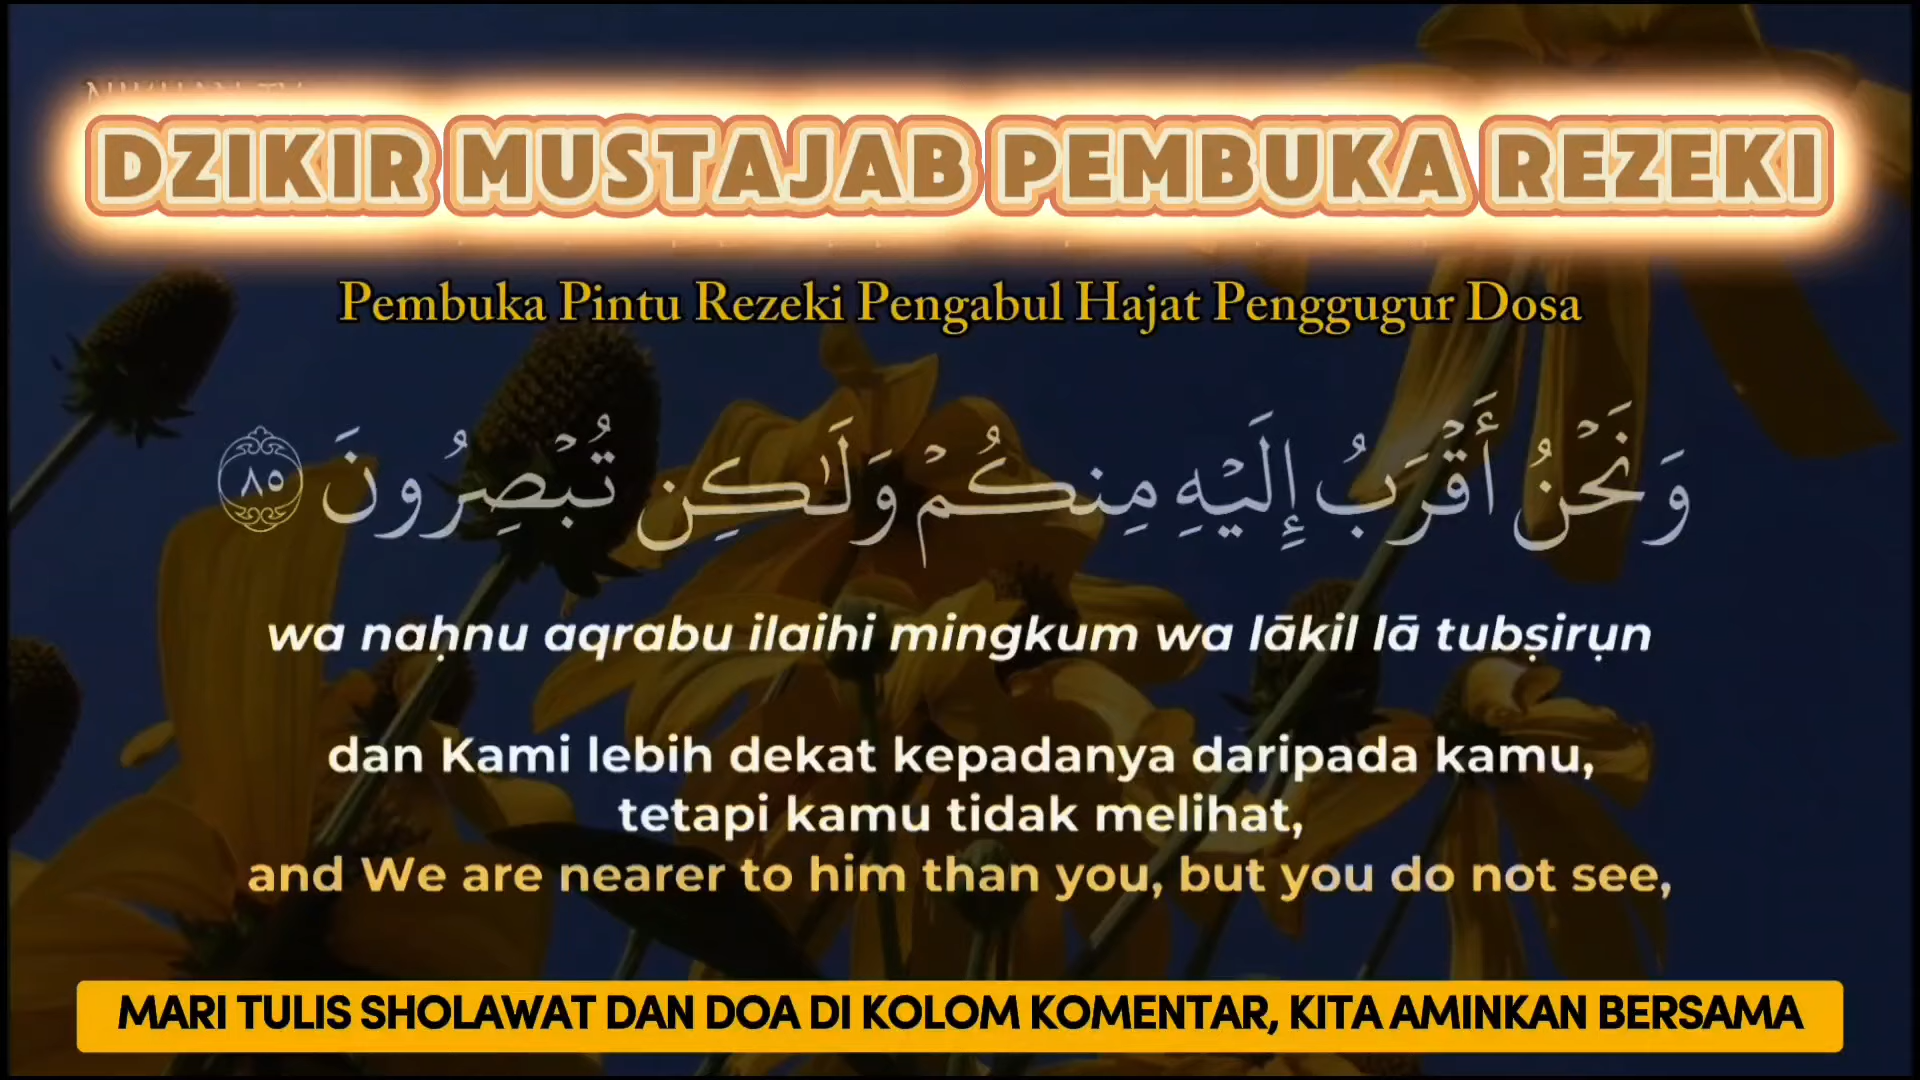 DZIKIR MUSTAJAB PEMBUKA REZEKI
Pembuka Pintu Rezeki Pengabul Hajat Penggugur Dosa
وَنَحْنُ أَقْرَبُ إِلَيْهِ مِنكُمْ وَلَـٰكِن تُبْصِرُونَ ٨٥
wa naḥnu aqrabu ilaihi mingkum wa lākil lā tubṣirụn
dan Kami lebih dekat kepadanya daripada kamu,
tetapi kamu tidak melihat,
and We are nearer to him than you, but you do not see,
MARI TULIS SHOLAWAT DAN DOA DI KOLOM KOMENTAR, KITA AMINKAN BERSAMA